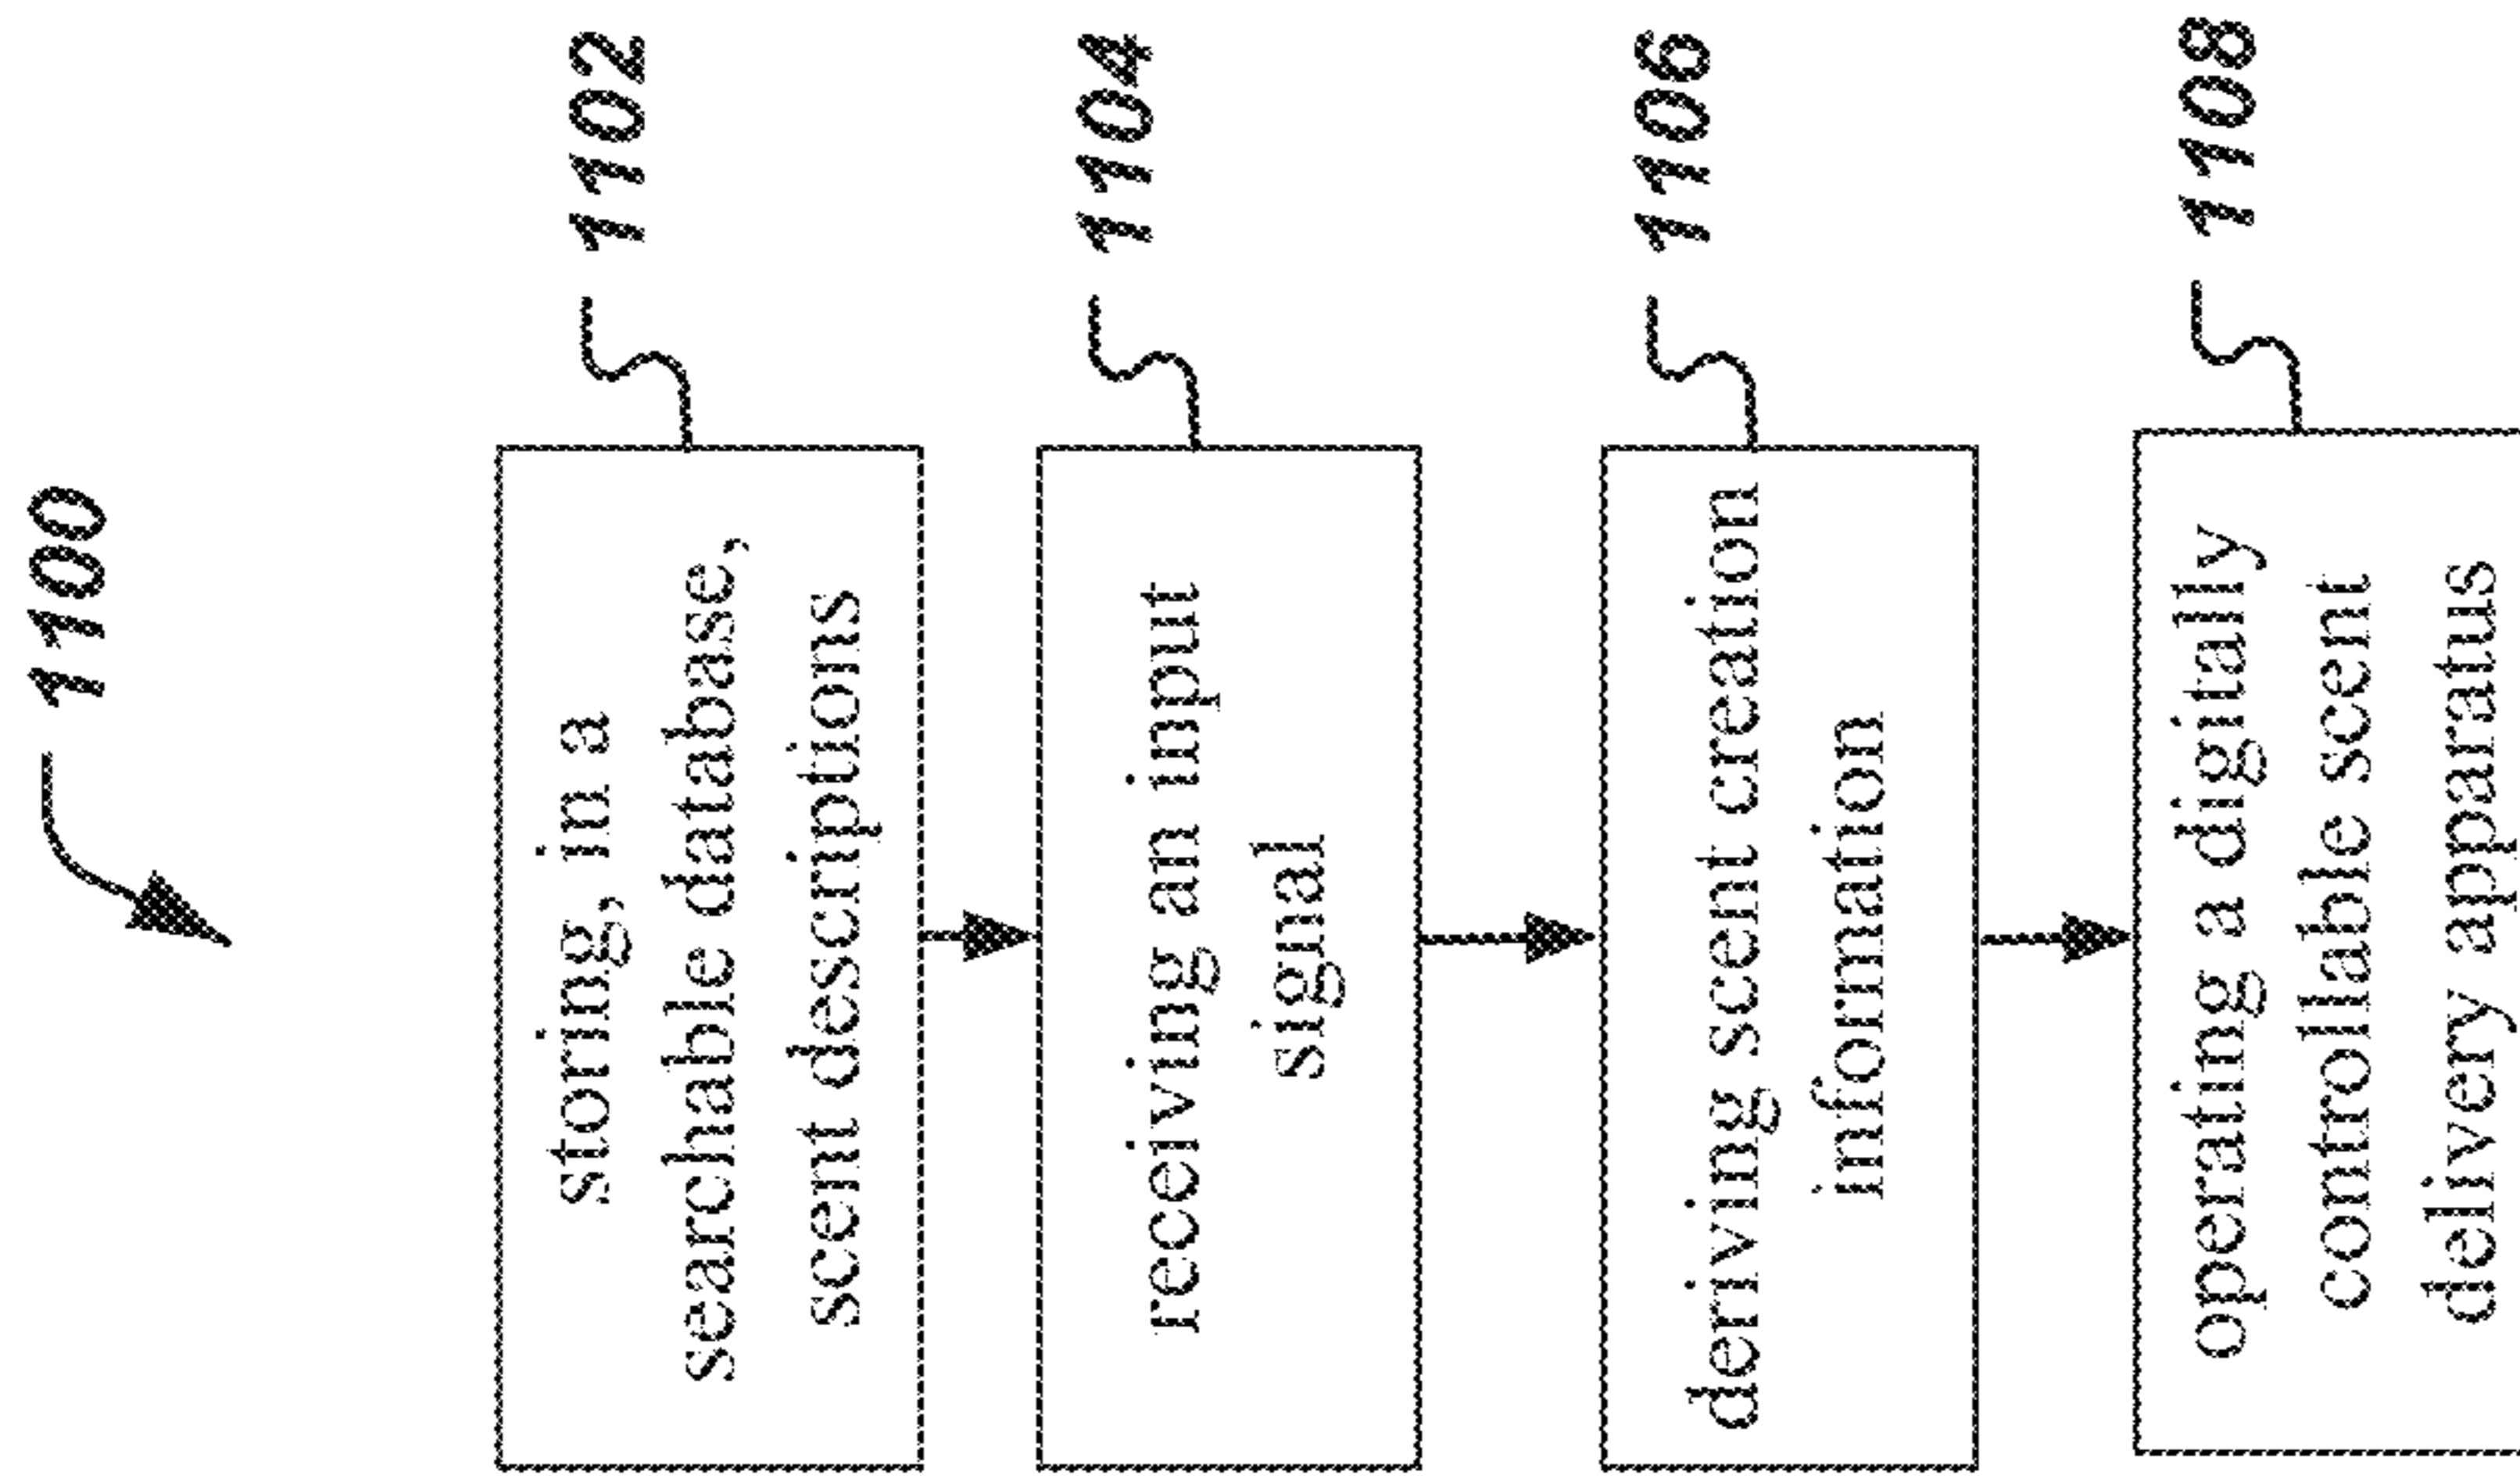 1100
storing, in a
searchable database,
scent descriptions
1102
receiving an input
signal
1104
deriving scent creation
information
1106
operating a digitally
controllable scent
delivery apparatus
1108